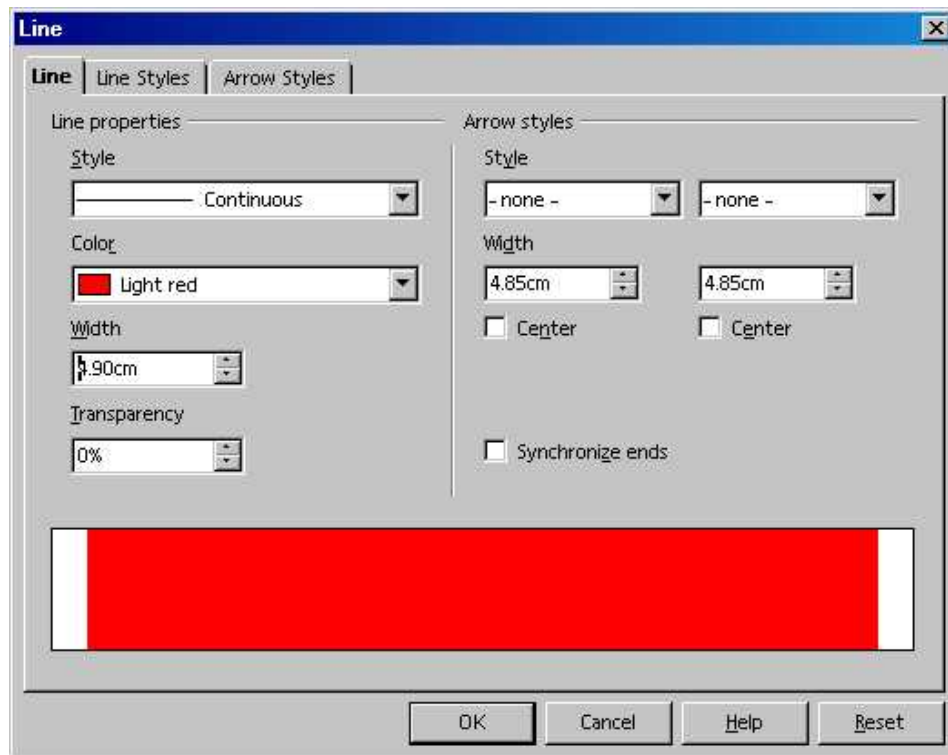 Line
Line Line Styles Arrow Styles
Line properties
Style
Continuous
Color
Light red
Width
.90cm
Transparency
0%
Arrow styles
Style
- none - - none -
Width
4.85cm 4.85cm
Center Center
Synchronize ends
OK Cancel Help Reset